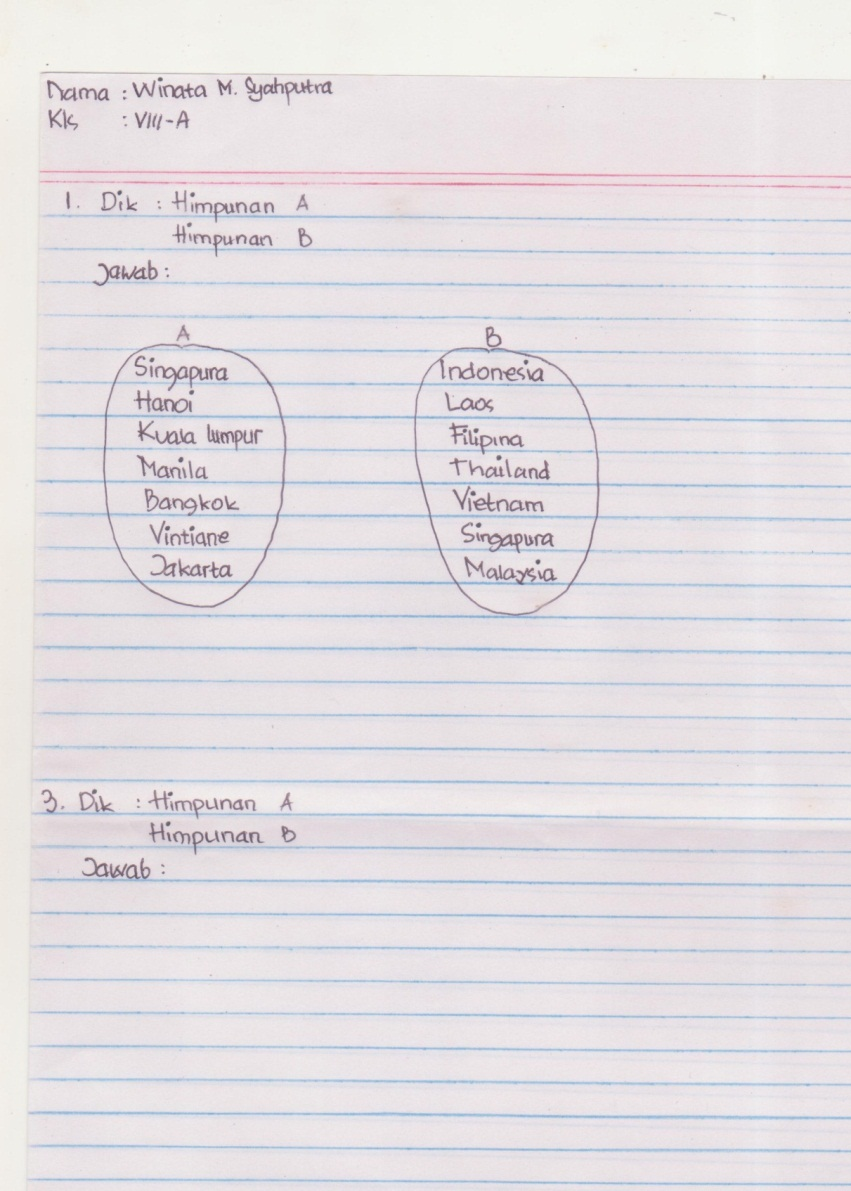 Nama : Winata M. Syahputra
Kls : VIII-A
1. Dik : Himpunan A
Himpunan B
Jawab :
A
Singapura
Hanoi
Kuala lumpur
Manila
Bangkok
Vintiane
Jakarta
B
Indonesia
Laos
Filipina
Thailand
Vietnam
Singapura
Malaysia
3. Dik : Himpunan A
Himpunan B
Jawab :